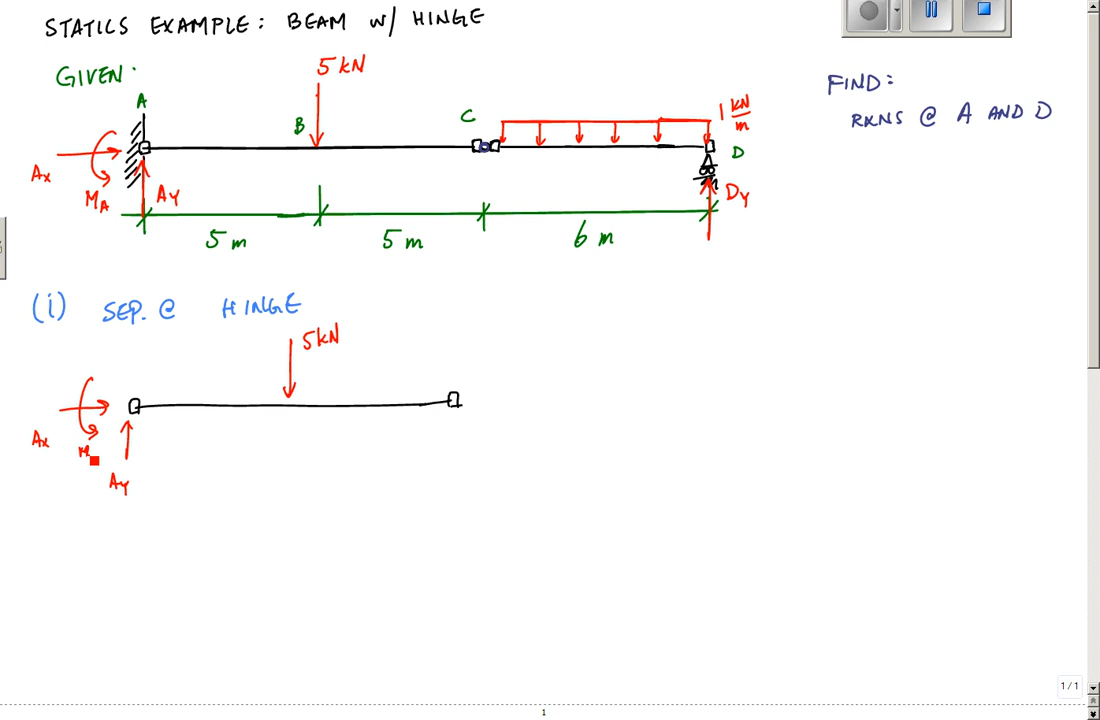 STATICS EXAMPLE: BEAM W/ HINGE
GIVEN:
FIND:
RXNS @ A AND D
5 kN
A
B
C
1 kN/m
D
Ax
MA
Ay
Dy
5 m
5 m
6 m
(i) SEP. @ HINGE
5kN
Ax
M
Ay
1 / 1
1